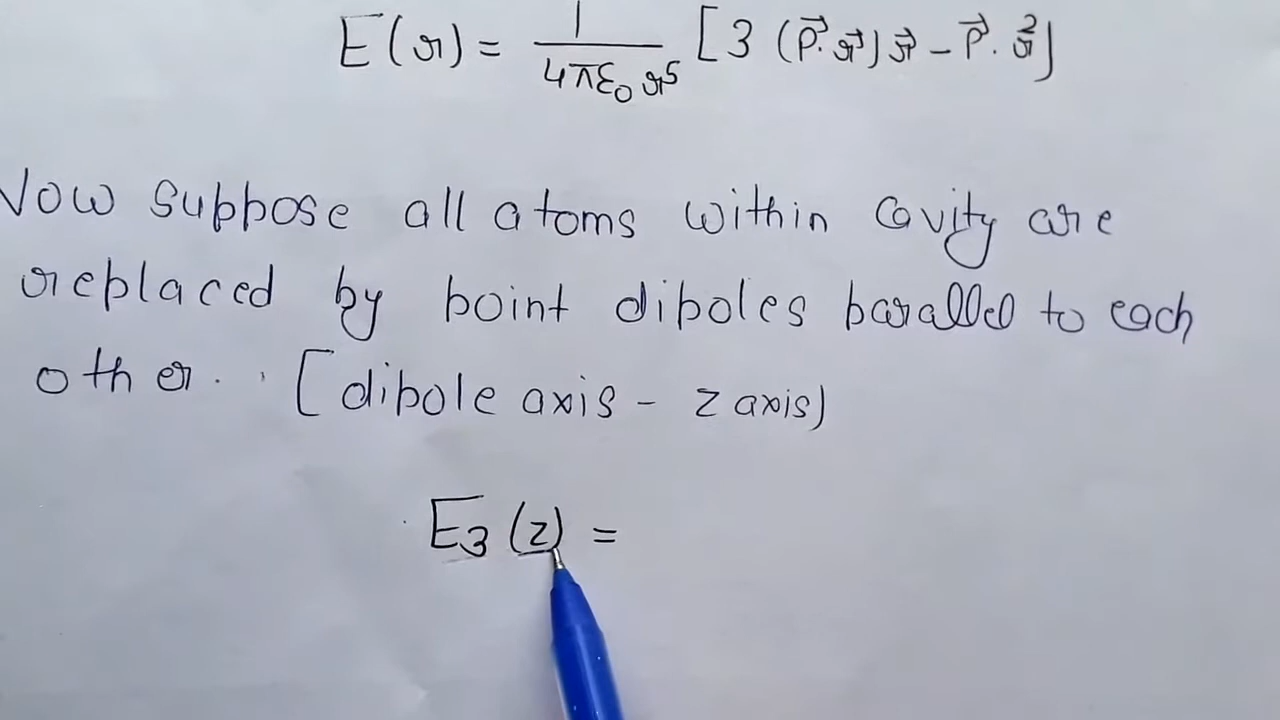 E(r) = 1 / 4πε₀r⁵ [3 (p⃗.r⃗) r⃗ – p⃗. r²]
Now suppose all atoms within cavity are
replaced by point dipoles parallel to each
other. [dipole axis - z axis)
E₃ (z) =